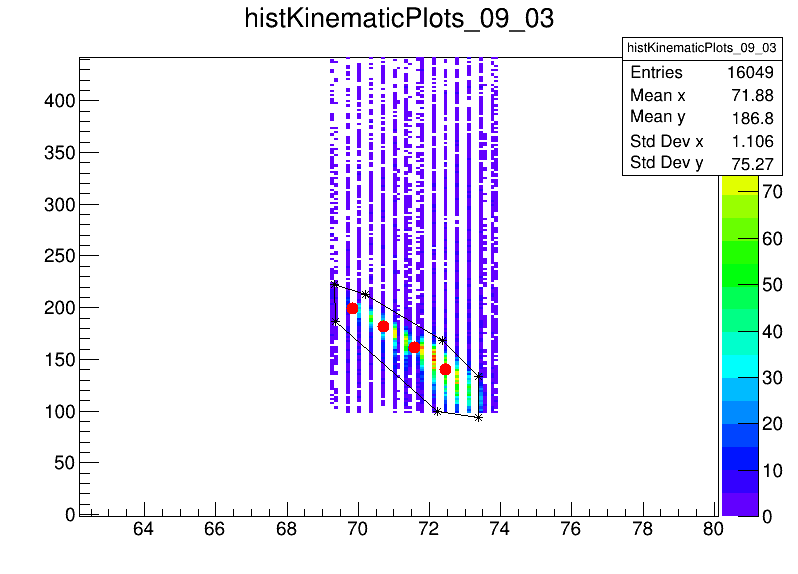 histKinematicPlots_09_03
histKinematicPlots_09_03
Entries 16049
Mean x 71.88
Mean y 186.8
Std Dev x 1.106
Std Dev y 75.27
400
350
300
250
200
150
100
50
0
64 66 68 70 72 74 76 78 80
70
60
50
40
30
20
10
0